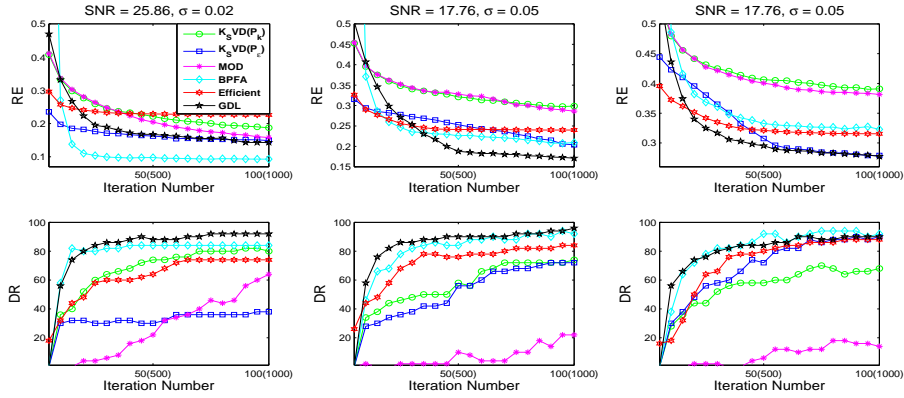 SNR = 25.86, σ = 0.02
SNR = 17.76, σ = 0.05
SNR = 17.76, σ = 0.05
0.5
0.4
0.3
0.2
0.1
RE
K_SVD(P_k)
K_SVD(P_ε)
MOD
BPFA
Efficient
GDL
50(500) 100(1000)
Iteration Number
0.5
0.45
0.4
0.35
0.3
0.25
0.2
0.15
RE
50(500) 100(1000)
Iteration Number
0.5
0.45
0.4
0.35
0.3
RE
50(500) 100(1000)
Iteration Number
100
80
60
40
20
DR
50(500) 100(1000)
Iteration Number
100
80
60
40
20
DR
50(500) 100(1000)
Iteration Number
100
80
60
40
20
DR
50(500) 100(1000)
Iteration Number